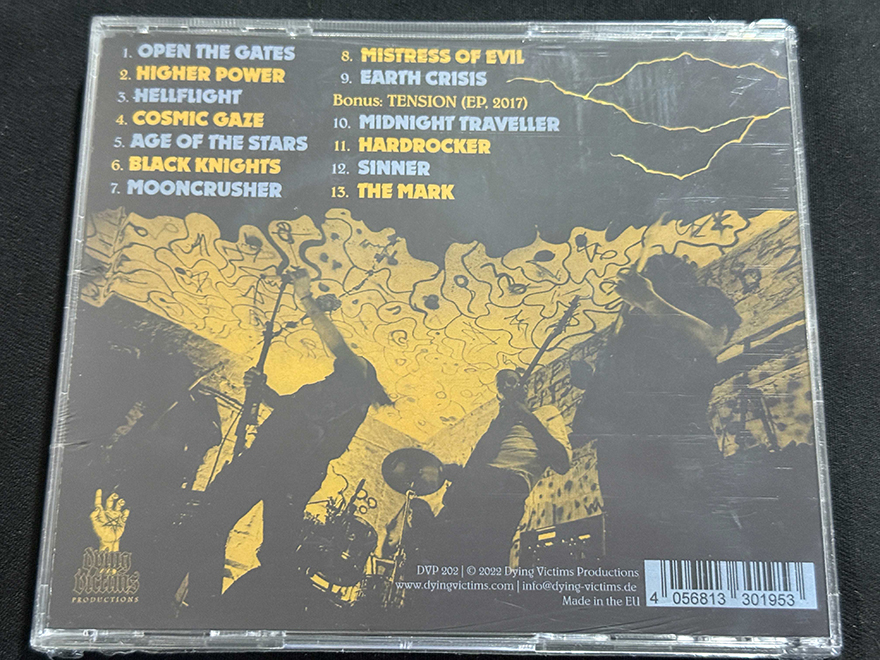 1. OPEN THE GATES
2. HIGHER POWER
3. HELLFLIGHT
4. COSMIC GAZE
5. AGE OF THE STARS
6. BLACK KNIGHTS
7. MOONCRUSHER
8. MISTRESS OF EVIL
9. EARTH CRISIS
Bonus: TENSION (EP, 2017)
10. MIDNIGHT TRAVELLER
11. HARDROCKER
12. SINNER
13. THE MARK
dying
victims
PRODUCTIONS
DVP 202 | © 2022 Dying Victims Productions
www.dyingvictims.com | info@dying-victims.de
Made in the EU
4 056813 301953